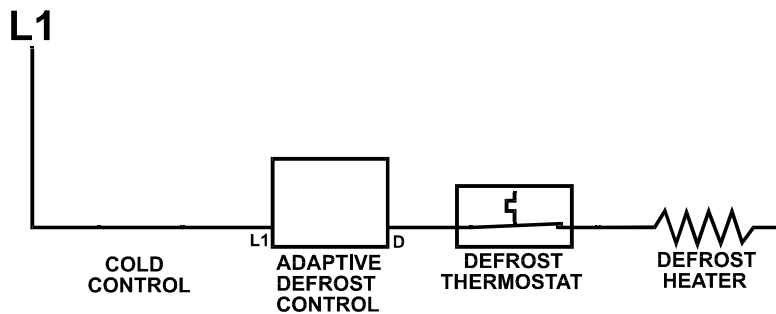 L1
L1
D
COLD
CONTROL
ADAPTIVE
DEFROST
CONTROL
DEFROST
THERMOSTAT
DEFROST
HEATER